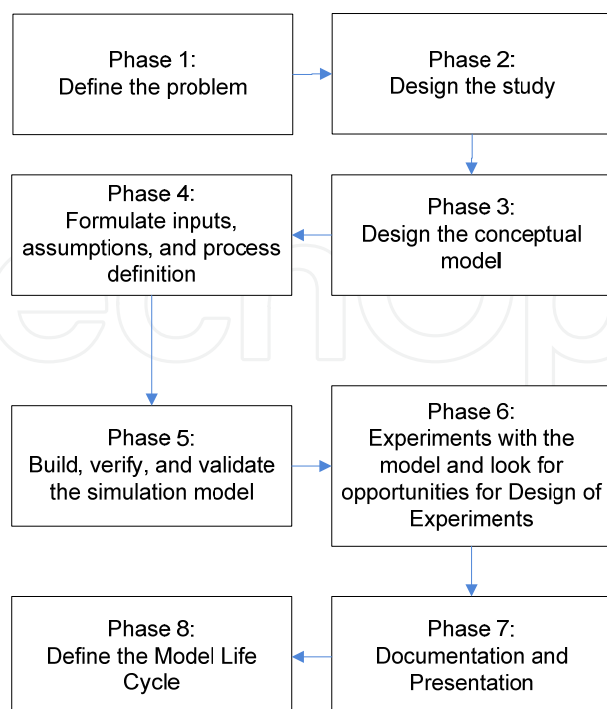 Phase 1:
Define the problem
Phase 2:
Design the study
Phase 3:
Design the conceptual
model
Phase 4:
Formulate inputs,
assumptions, and process
definition
Phase 5:
Build, verify, and validate
the simulation model
Phase 6:
Experiments with the
model and look for
opportunities for Design of
Experiments
Phase 7:
Documentation and
Presentation
Phase 8:
Define the Model Life
Cycle